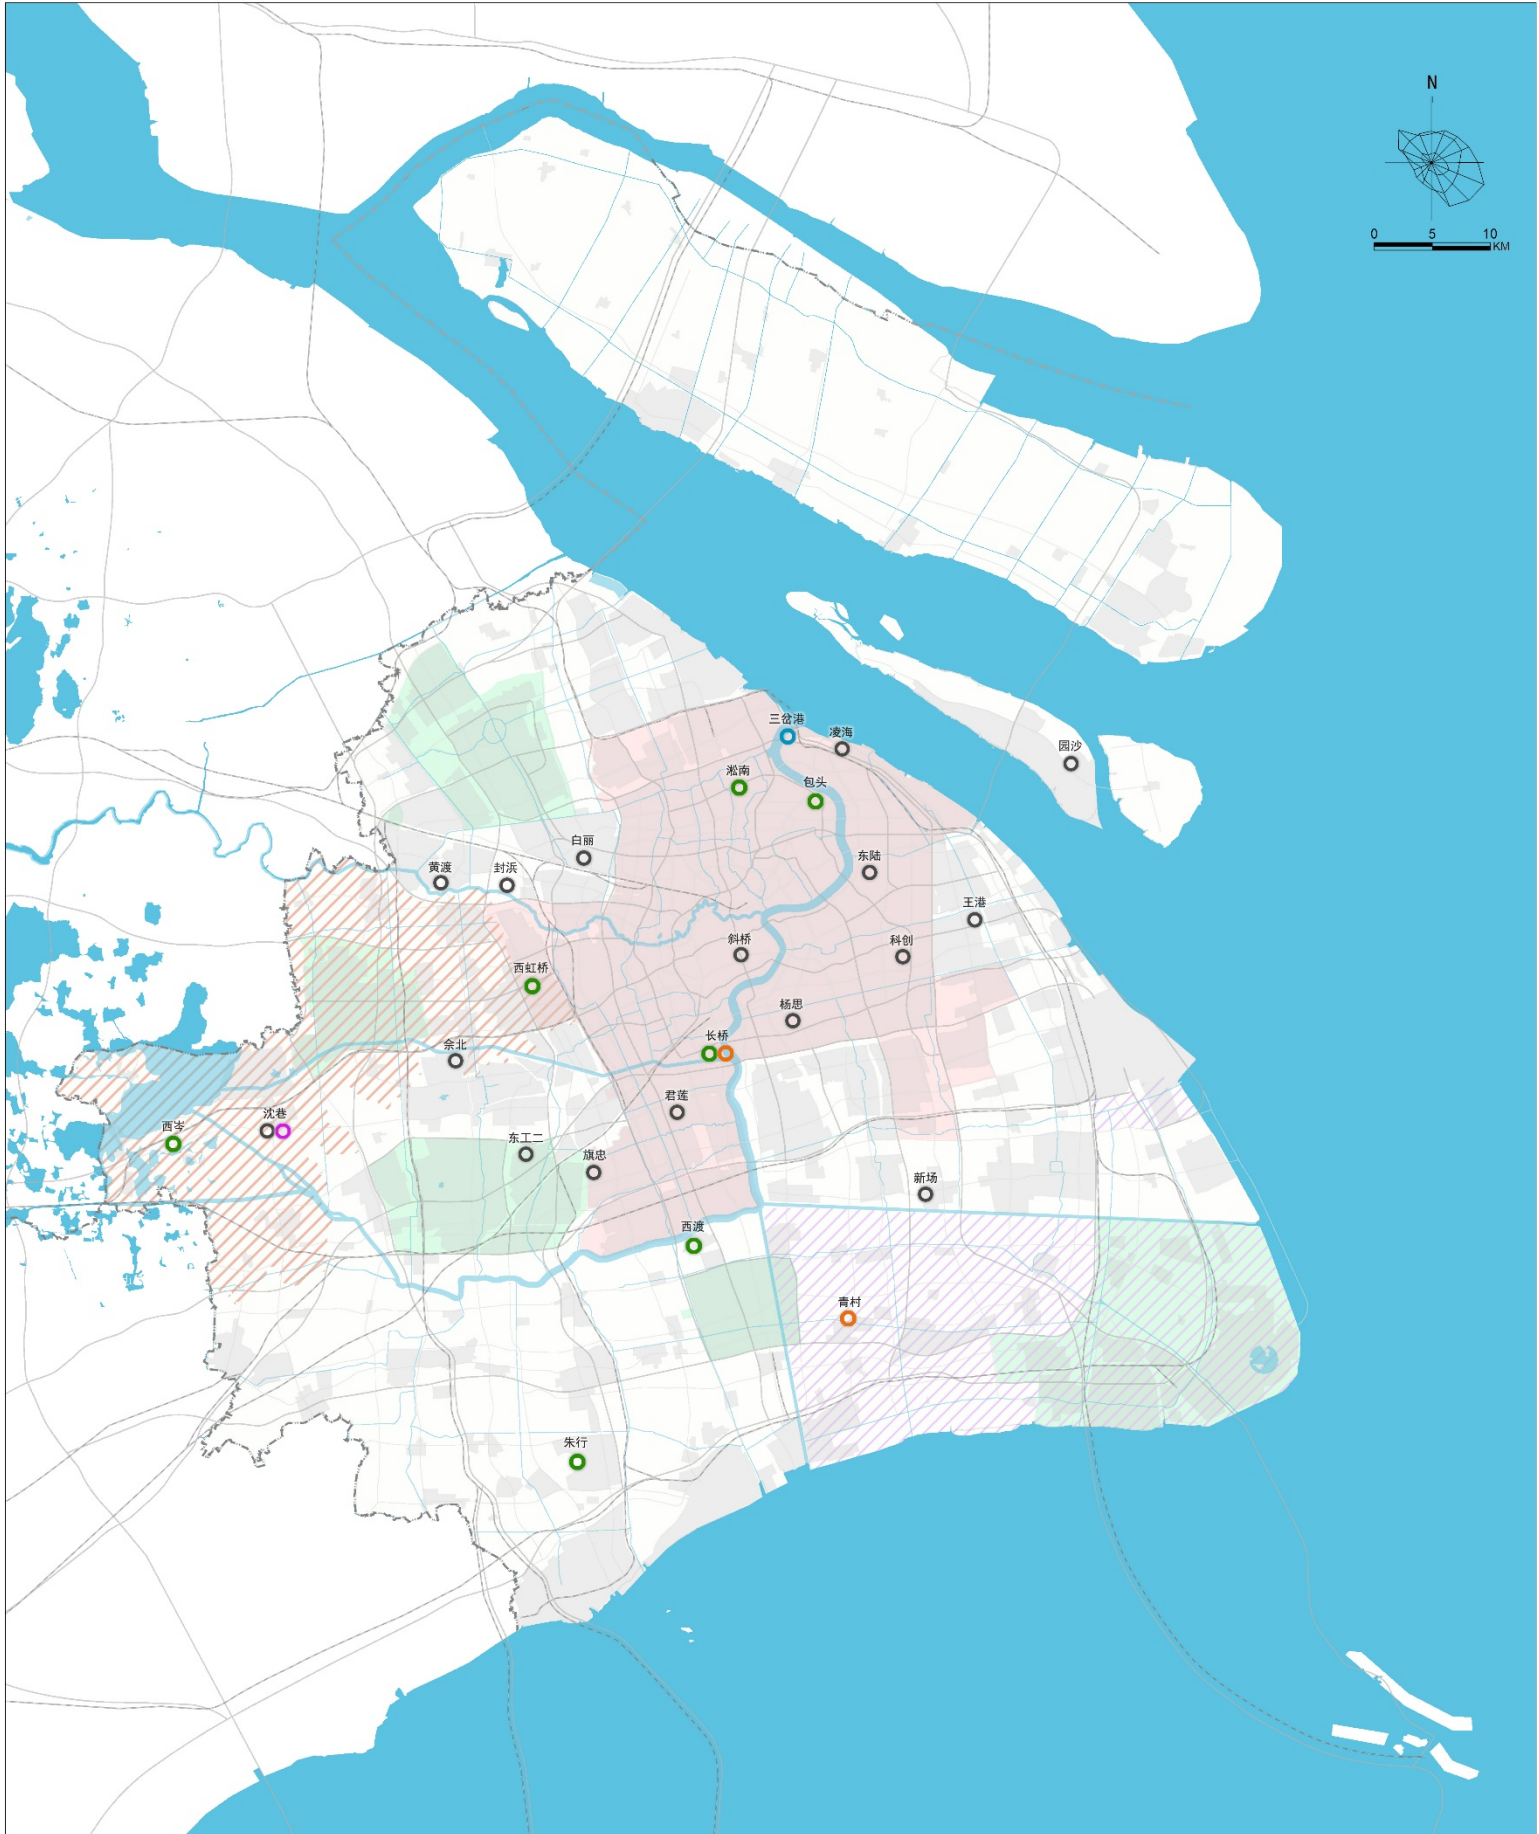 N
0 5 10
KM
三岔港
凌海
园沙
淞南
包头
白丽
东陆
黄渡
封浜
王港
斜桥
科创
西虹桥
杨思
长桥
佘北
君莲
沈巷
西岑
东工二
旗忠
新场
西渡
青村
朱行